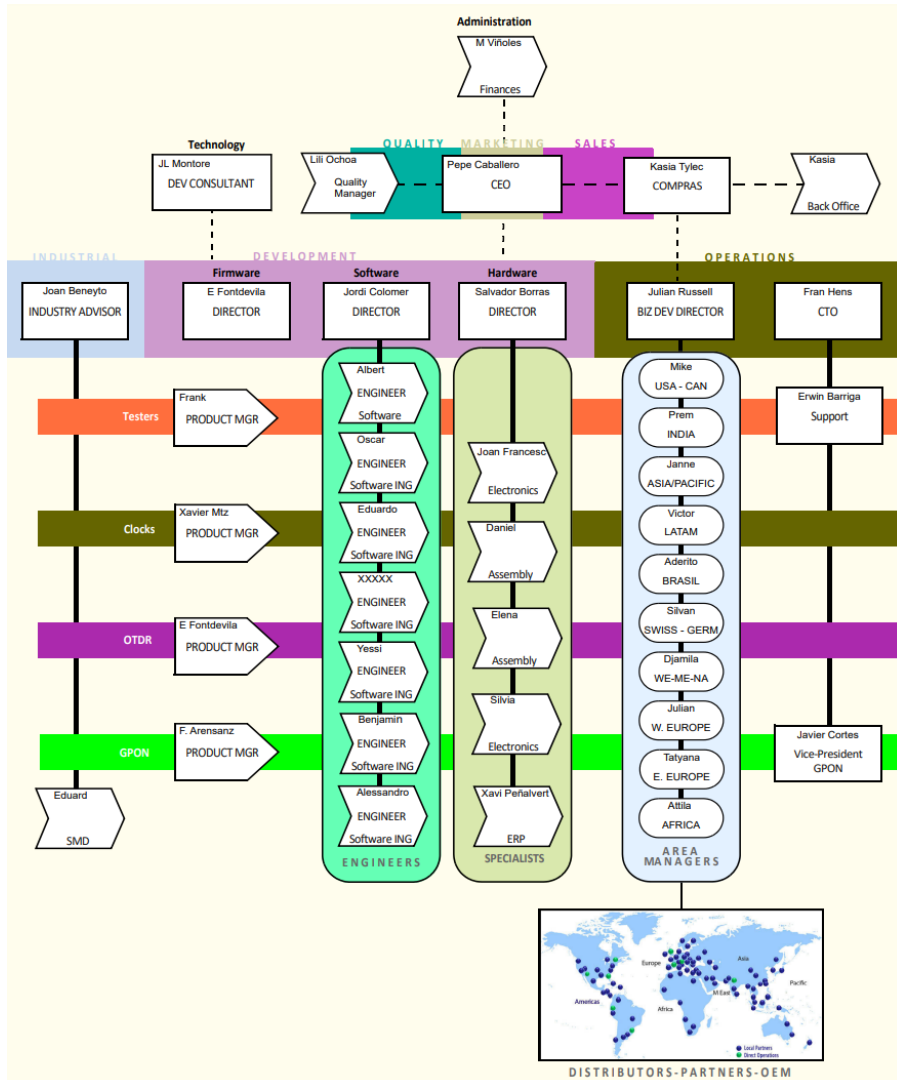 Administration
M Viñoles
Finances
QUALITY
MARKETING
SALES
Technology
JL Montore
DEV CONSULTANT
Lili Ochoa
Quality
Manager
Pepe Caballero
CEO
Kasia Tylec
COMPRAS
Kasia
Back Office
INDUSTRIAL
DEVELOPMENT
OPERATIONS
Firmware
Software
Hardware
Joan Beneyto
INDUSTRY ADVISOR
E Fontdevila
DIRECTOR
Jordi Colomer
DIRECTOR
Salvador Borras
DIRECTOR
Julian Russell
BIZ DEV DIRECTOR
Fran Hens
CTO
Testers
Frank
PRODUCT MGR
Clocks
Xavier Mtz
PRODUCT MGR
OTDR
E Fontdevila
PRODUCT MGR
GPON
F. Arensanz
PRODUCT MGR
Eduard
SMD
Albert
ENGINEER
Software
Oscar
ENGINEER
Software ING
Eduardo
ENGINEER
Software ING
XXXXX
ENGINEER
Software ING
Yessi
ENGINEER
Software ING
Benjamin
ENGINEER
Software ING
Alessandro
ENGINEER
Software ING
ENGINEERS
Joan Francesc
Electronics
Daniel
Assembly
Elena
Assembly
Silvia
Electronics
Xavi Peñalvert
ERP
SPECIALISTS
Mike
USA - CAN
Prem
INDIA
Janne
ASIA/PACIFIC
Victor
LATAM
Aderito
BRASIL
Silvan
SWISS - GERM
Djamila
WE-ME-NA
Julian
W. EUROPE
Tatyana
E. EUROPE
Attila
AFRICA
AREA
MANAGERS
Erwin Barriga
Support
Javier Cortes
Vice-President
GPON
Europe
Asia
Pacific
M East
Americas
Africa
Local Partners
Direct Operations
DISTRIBUTORS-PARTNERS-OEM